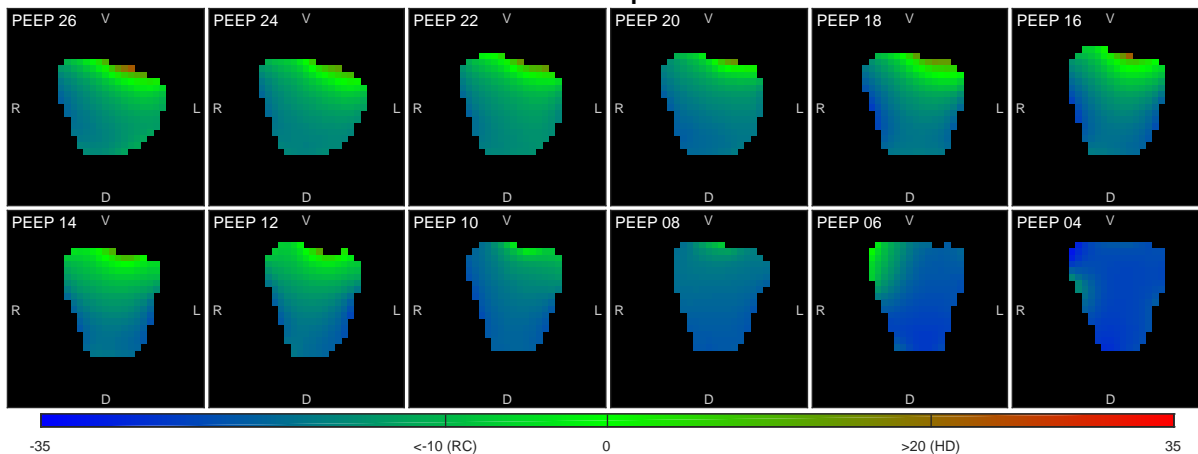 PEEP 26 V PEEP 24 V PEEP 22 V PEEP 20 V PEEP 18 V PEEP 16 V
R L R L R L R L R L R L
D D D D D D
PEEP 14 V PEEP 12 V PEEP 10 V PEEP 08 V PEEP 06 V PEEP 04 V
R L R L R L R L R L R L
D D D D D D
-35 <-10 (RC) 0 >20 (HD) 35